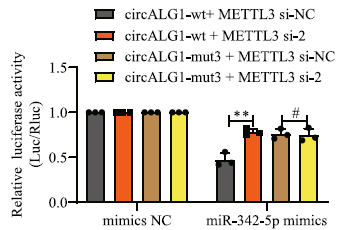 circALG1-wt+ METTL3 si-NC
circALG1-wt + METTL3 si-2
circALG1-mut3 + METTL3 si-NC
circALG1-mut3 + METTL3 si-2
Relative luciferase activity
(Luc/Rluc)
1.5
1.0
0.5
0.0
**
#
mimics NC
miR-342-5p mimics